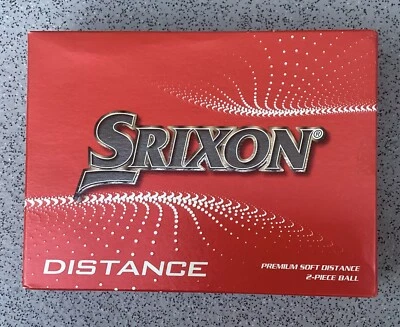 SRIXON®
DISTANCE
PREMIUM SOFT DISTANCE
2-PIECE BALL